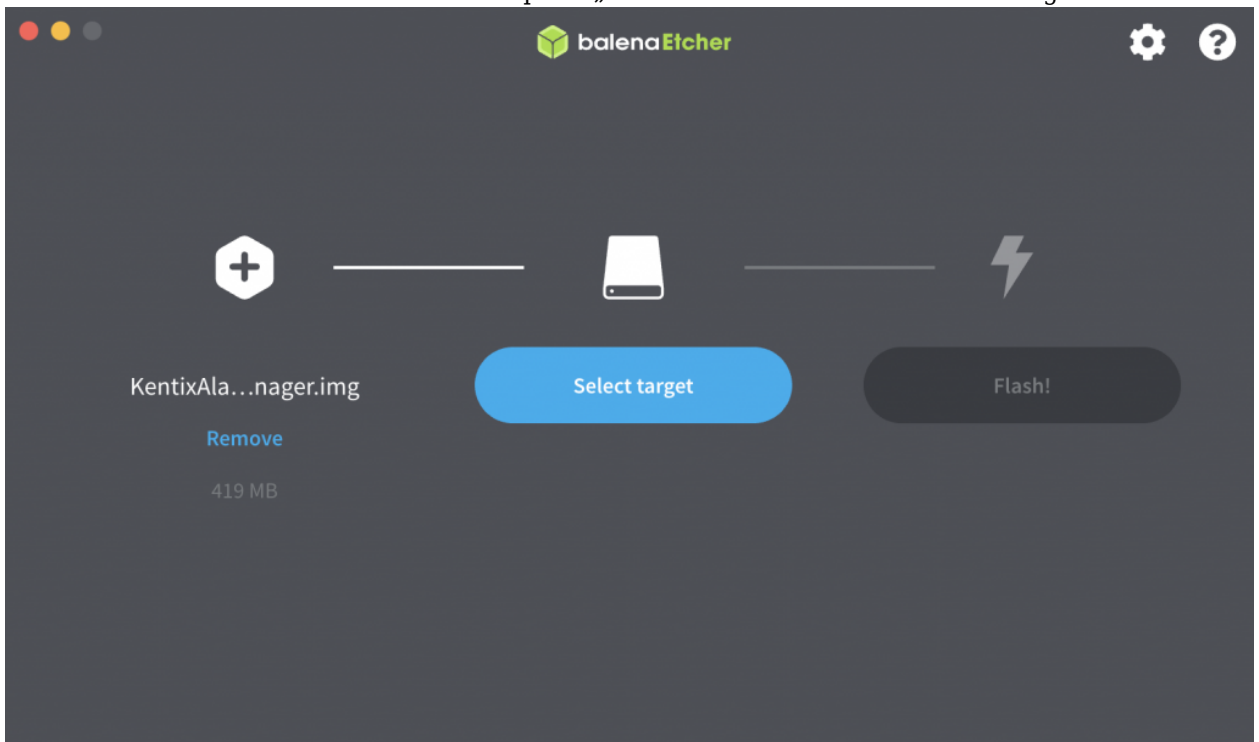 balenaEtcher
KentixAla...nager.img
Select target
Flash!
Remove
419 MB